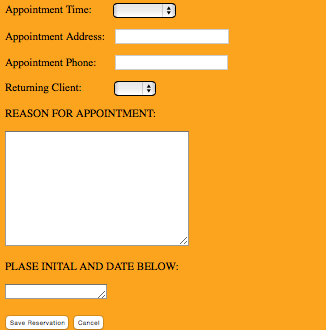 Appointment Time:
Appointment Address:
Appointment Phone:
Returning Client:
REASON FOR APPOINTMENT:
PLASE INITAL AND DATE BELOW:
Save Reservation Cancel